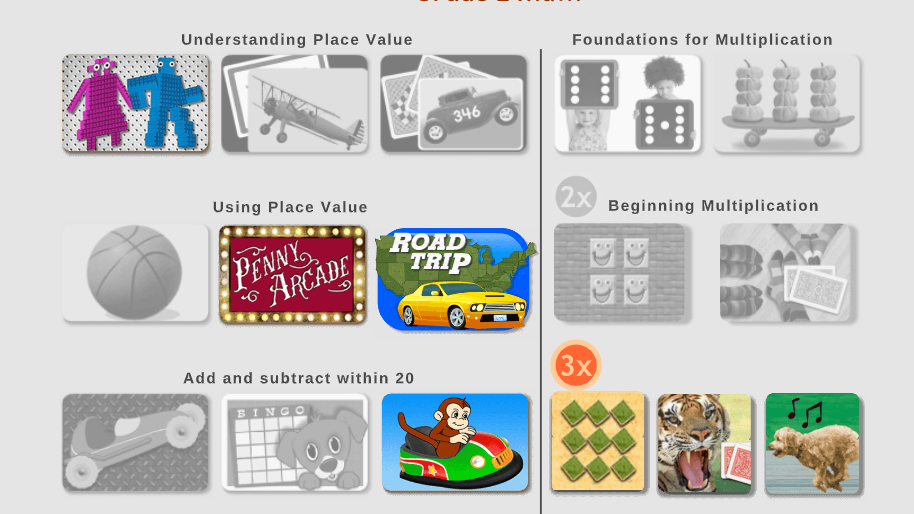 Understanding Place Value
Foundations for Multiplication
346
2x
Using Place Value
Beginning Multiplication
PENNY
ARCADE
ROAD
TRIP
3x
Add and subtract within 20
BINGO